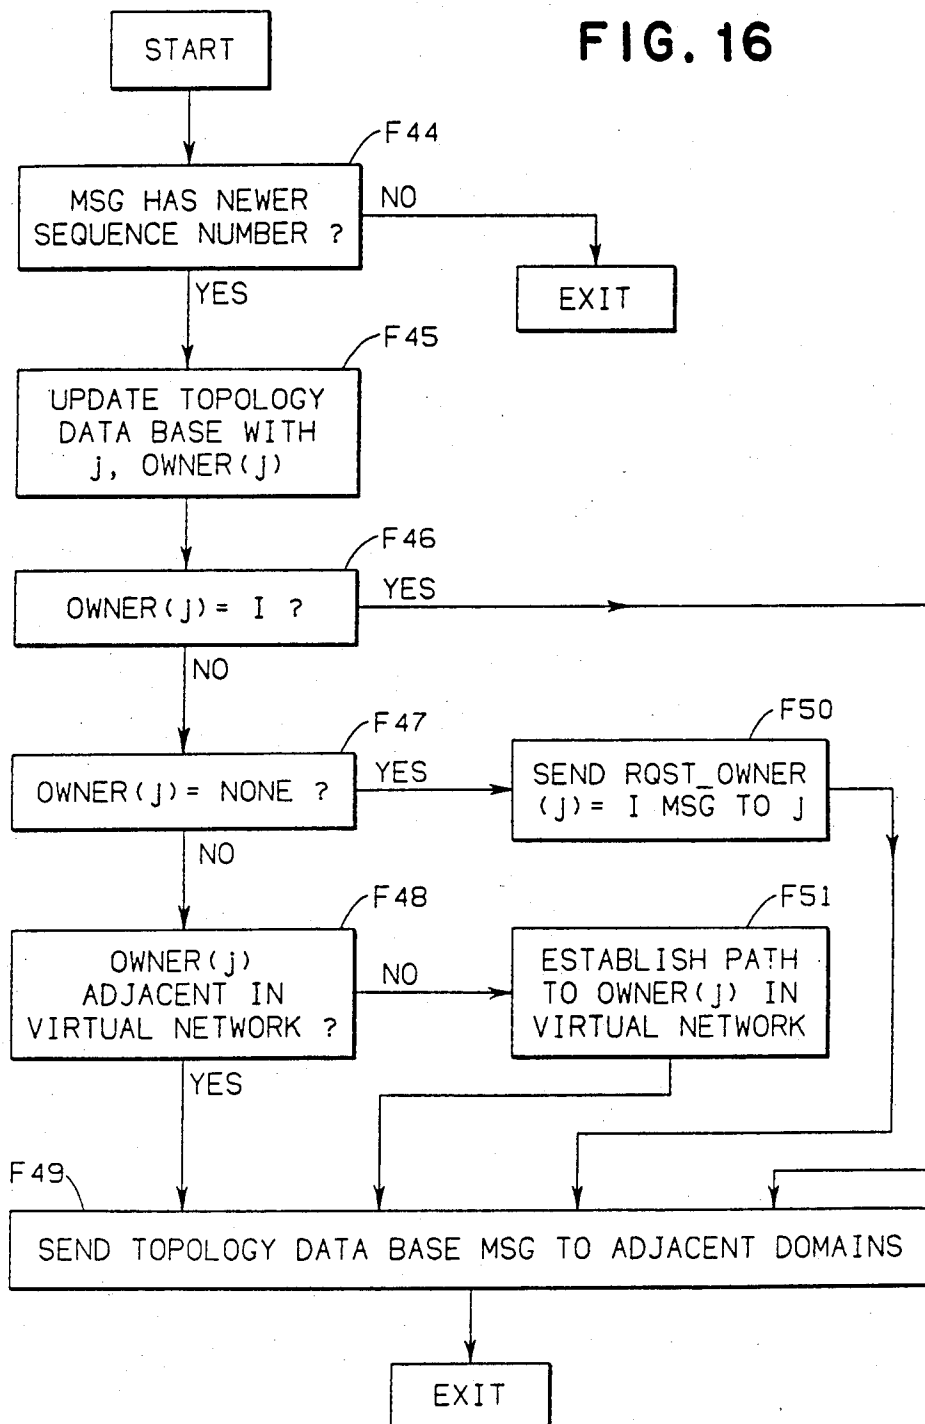 FIG. 16
START
F44
MSG HAS NEWER
SEQUENCE NUMBER ?
NO
EXIT
YES
F45
UPDATE TOPOLOGY
DATA BASE WITH
j, OWNER(j)
F46
OWNER(j)= I ?
YES
NO
F47
OWNER(j)= NONE ?
YES
F50
SEND RQST_OWNER
(j)= I MSG TO j
NO
F48
OWNER(j)
ADJACENT IN
VIRTUAL NETWORK ?
NO
F51
ESTABLISH PATH
TO OWNER(j) IN
VIRTUAL NETWORK
YES
F49
SEND TOPOLOGY DATA BASE MSG TO ADJACENT DOMAINS
EXIT